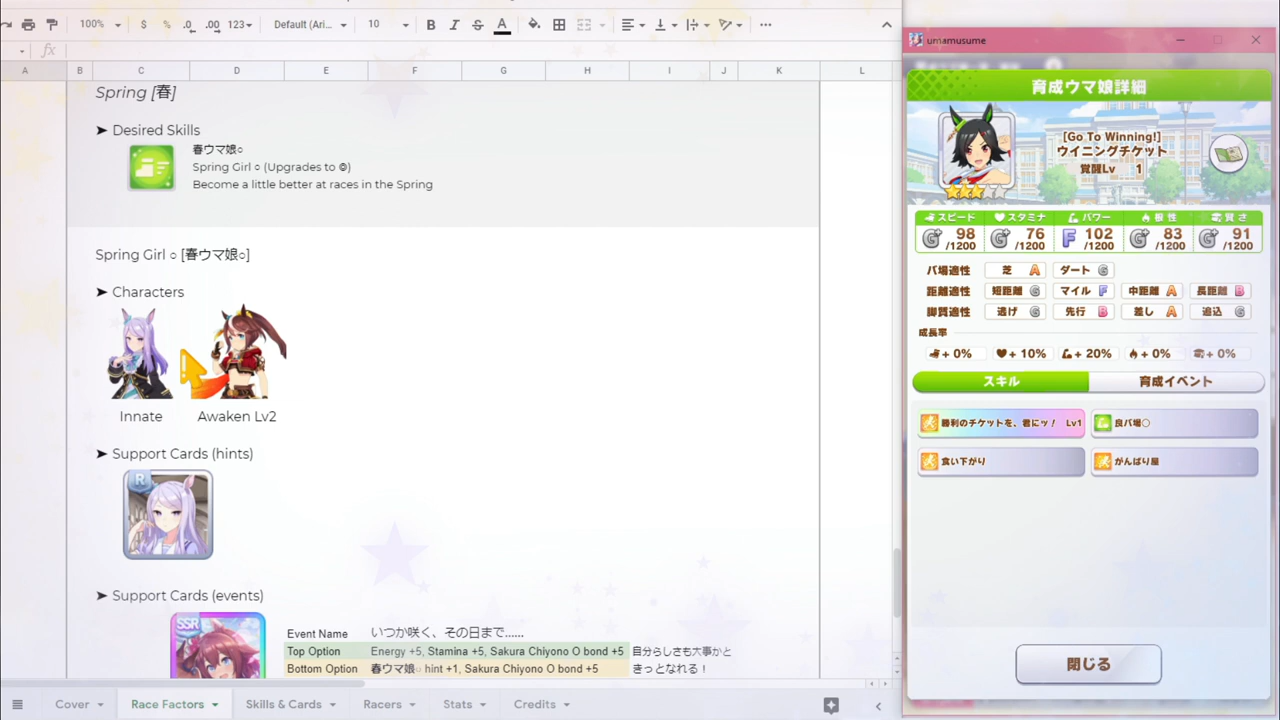 100%
$
%
.0
.00
123
Default (Ari...
10
B
I
S
A
fx
A
B
C
D
E
F
G
H
I
J
K
L
Spring [春]
➤ Desired Skills
春ウマ娘○
Spring Girl ○ (Upgrades to ◎)
Become a little better at races in the Spring
Spring Girl ○ [春ウマ娘○]
➤ Characters
Innate
Awaken Lv2
➤ Support Cards (hints)
R
➤ Support Cards (events)
SSR
Event Name いつか咲く、その日まで……
Top Option Energy +5, Stamina +5, Sakura Chiyono O bond +5 自分らしさも大事かと
Bottom Option 春ウマ娘○ hint +1, Sakura Chiyono O bond +5 きっとなれる！
Cover
Race Factors
Skills & Cards
Racers
Stats
Credits
umamusume
育成ウマ娘詳細
[Go To Winning!]
ウイニングチケット
覚醒Lv 1
スピード スタミナ パワー 根性 賢さ
G+ 98 G+ 76 F 102 G+ 83 G+ 91
/1200 /1200 /1200 /1200 /1200
バ場適性 芝 A ダート G
距離適性 短距離 G マイル F 中距離 A 長距離 B
脚質適性 逃げ G 先行 B 差し A 追込 G
成長率
+0% +10% +20% +0% +0%
スキル 育成イベント
勝利のチケットを、君にッ！ Lv1 良バ場○
食い下がり がんばり屋
閉じる